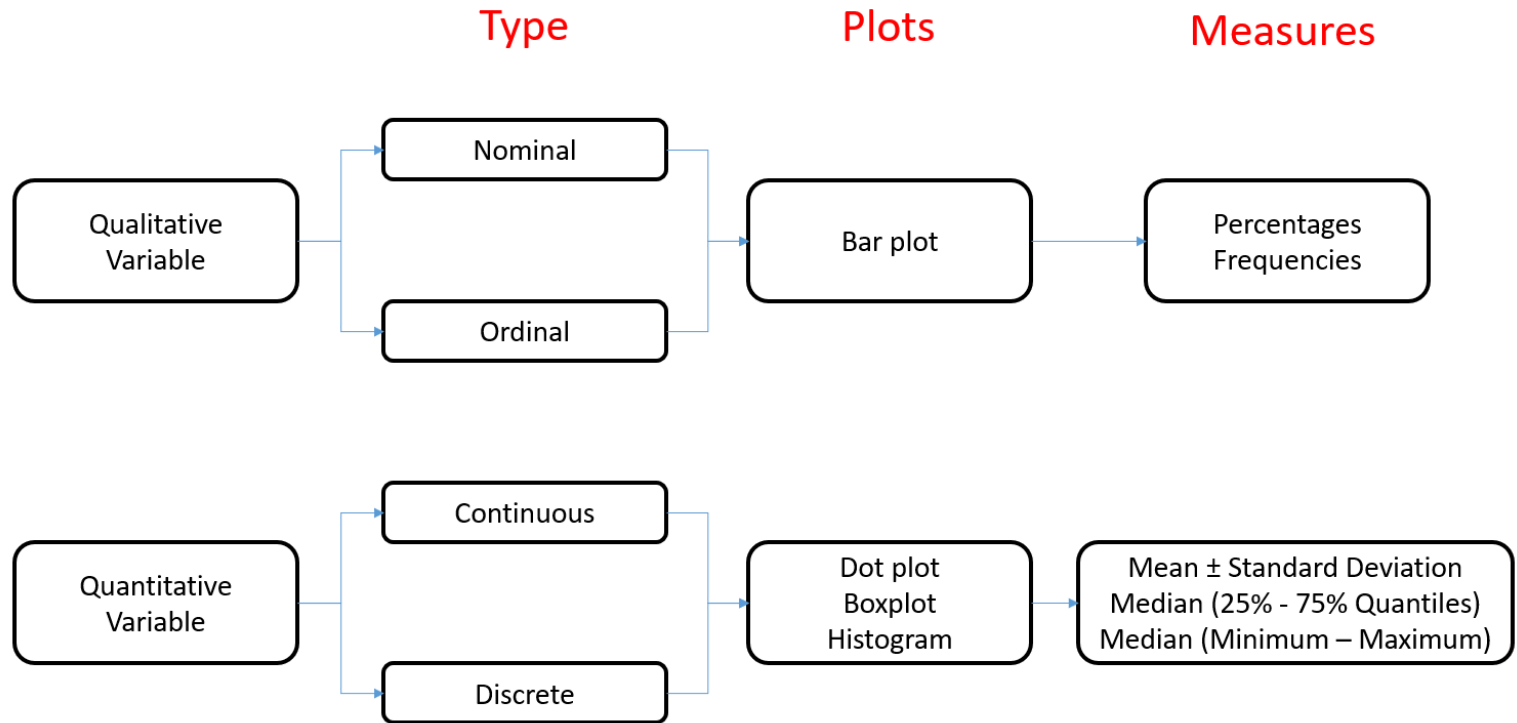 Type
Plots
Measures
Qualitative
Variable
Nominal
Ordinal
Bar plot
Percentages
Frequencies
Quantitative
Variable
Continuous
Discrete
Dot plot
Boxplot
Histogram
Mean ± Standard Deviation
Median (25% - 75% Quantiles)
Median (Minimum – Maximum)